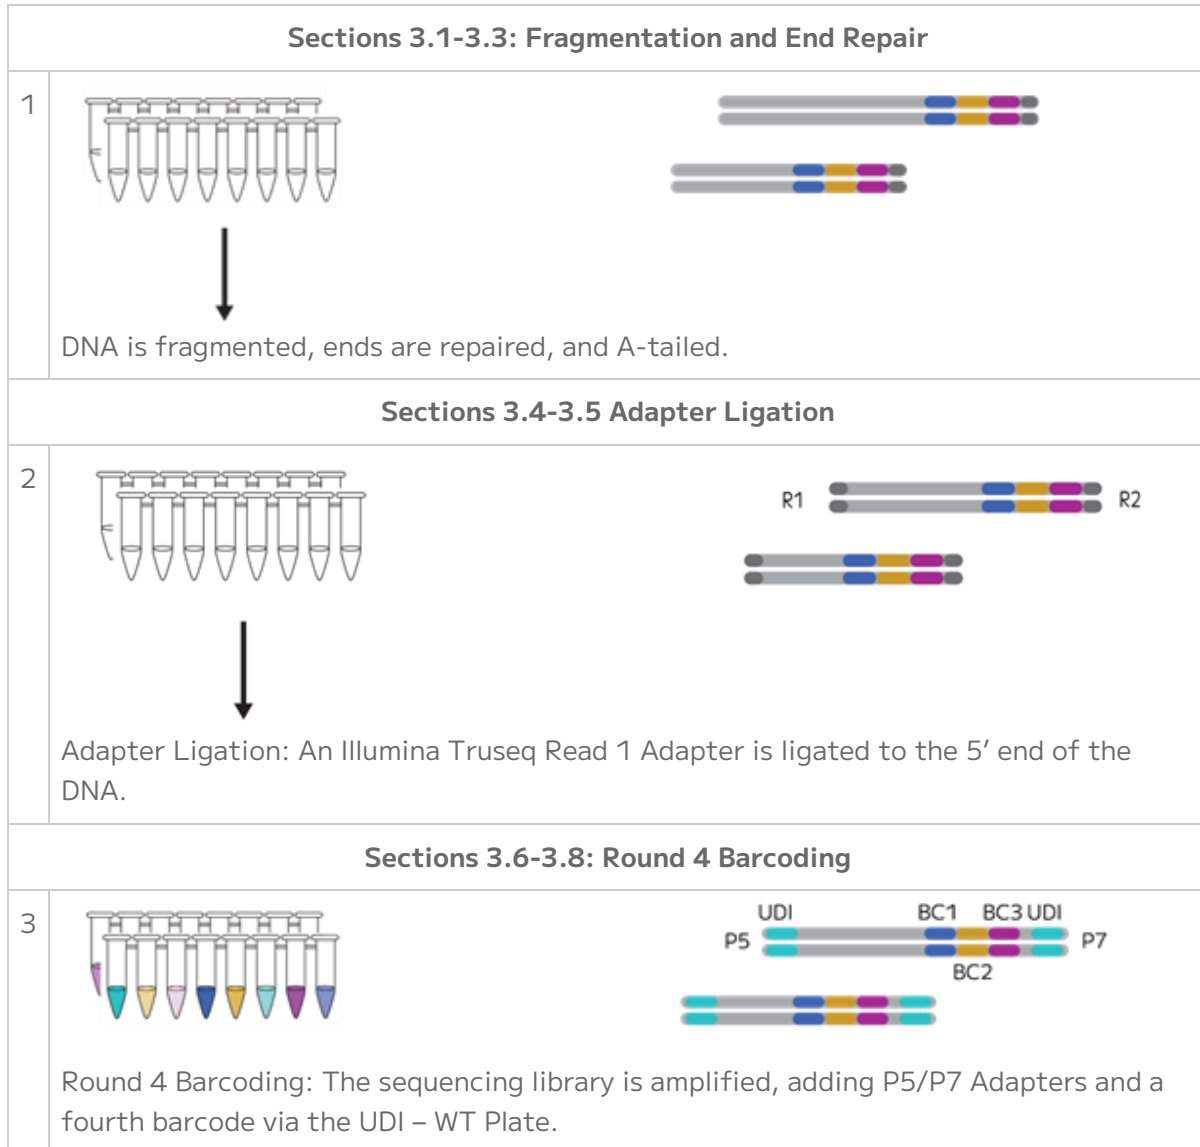 Sections 3.1-3.3: Fragmentation and End Repair
1
DNA is fragmented, ends are repaired, and A-tailed.
Sections 3.4-3.5 Adapter Ligation
2
R1
R2
Adapter Ligation: An Illumina Truseq Read 1 Adapter is ligated to the 5′ end of the
DNA.
Sections 3.6-3.8: Round 4 Barcoding
3
UDI BC1 BC3 UDI
P5 P7
BC2
Round 4 Barcoding: The sequencing library is amplified, adding P5/P7 Adapters and a
fourth barcode via the UDI – WT Plate.